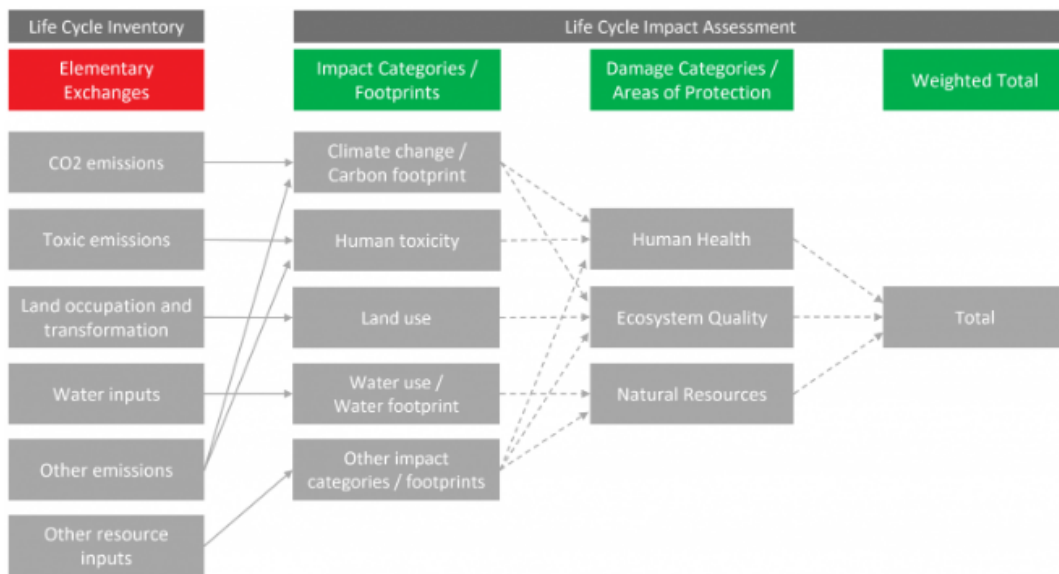 Life Cycle Inventory
Life Cycle Impact Assessment
Elementary
Exchanges
Impact Categories /
Footprints
Damage Categories /
Areas of Protection
Weighted Total
CO2 emissions
Climate change /
Carbon footprint
Toxic emissions
Human toxicity
Human Health
Land occupation and
transformation
Land use
Ecosystem Quality
Total
Water inputs
Water use /
Water footprint
Natural Resources
Other emissions
Other impact
categories / footprints
Other resource
inputs